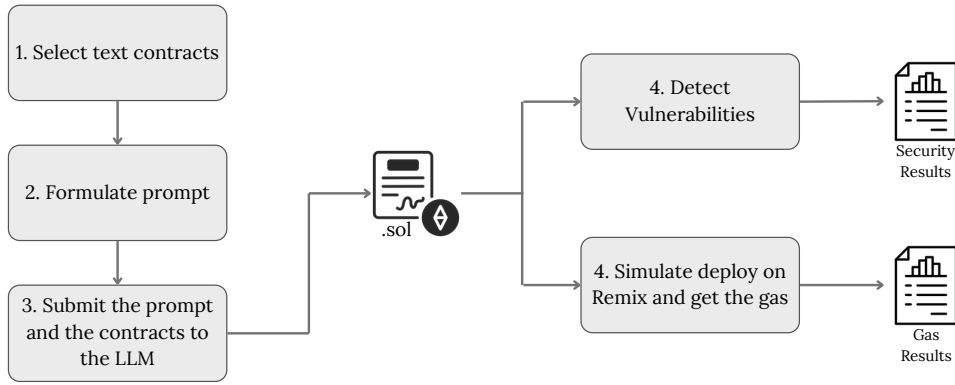 1. Select text contracts
2. Formulate prompt.
3. Submit the prompt
and the contracts to
the LLM
.sol
4. Detect
Vulnerabilities
Security
Results
4. Simulate deploy on
Remix and get the gas
Gas
Results